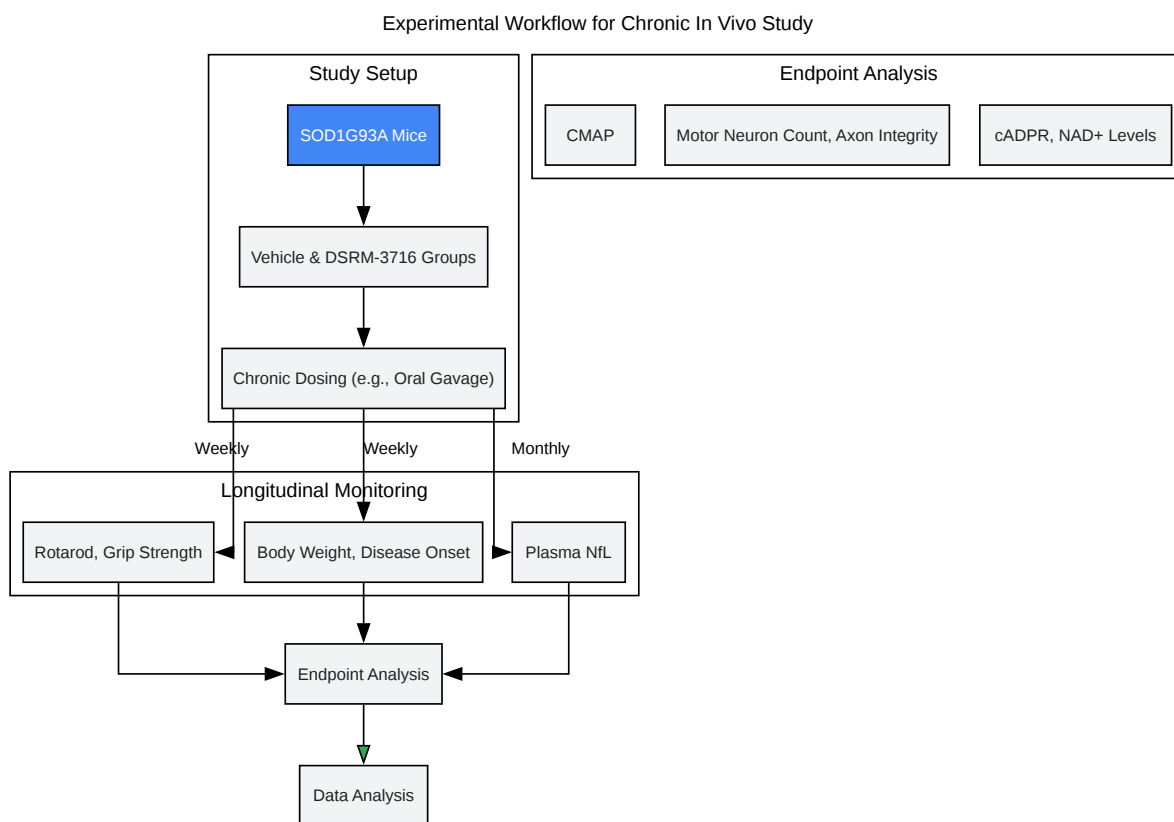 Experimental Workflow for Chronic In Vivo Study
Study Setup
SOD1G93A Mice
Vehicle & DSRM-3716 Groups
Chronic Dosing (e.g., Oral Gavage)
Endpoint Analysis
CMAP
Motor Neuron Count, Axon Integrity
cADPR, NAD+ Levels
Weekly
Weekly
Monthly
Longitudinal Monitoring
Rotarod, Grip Strength
Body Weight, Disease Onset
Plasma NfL
Endpoint Analysis
Data Analysis